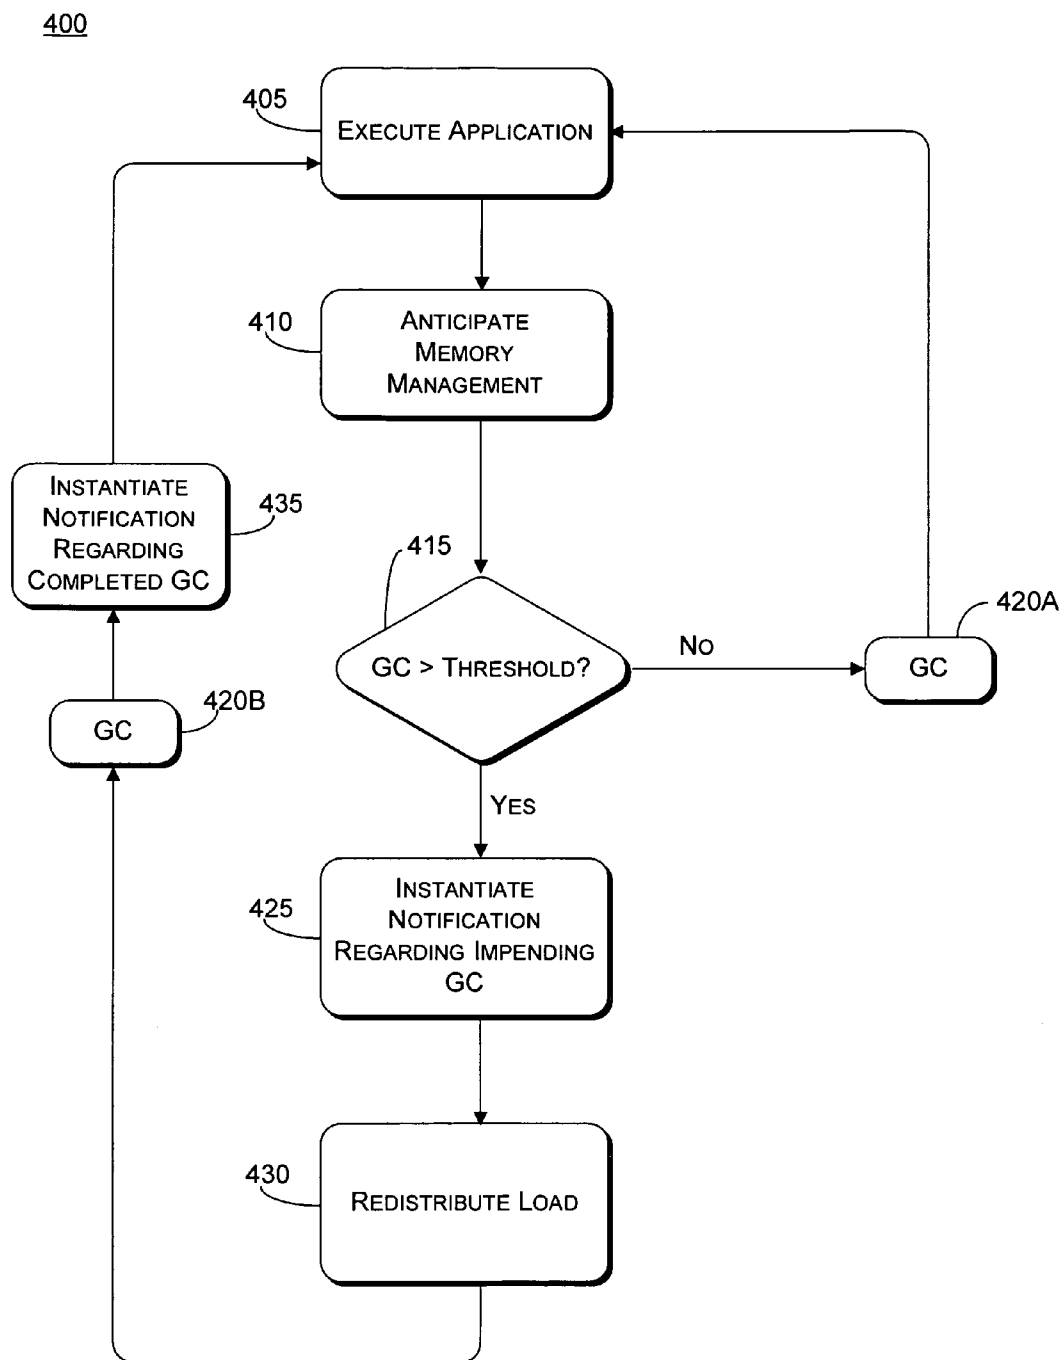 400
405
EXECUTE APPLICATION
410
ANTICIPATE
MEMORY
MANAGEMENT
INSTANTIATE
NOTIFICATION
REGARDING
COMPLETED GC
435
415
GC > THRESHOLD?
NO
GC
420A
GC
420B
YES
425
INSTANTIATE
NOTIFICATION
REGARDING IMPENDING
GC
430
REDISTRIBUTE LOAD